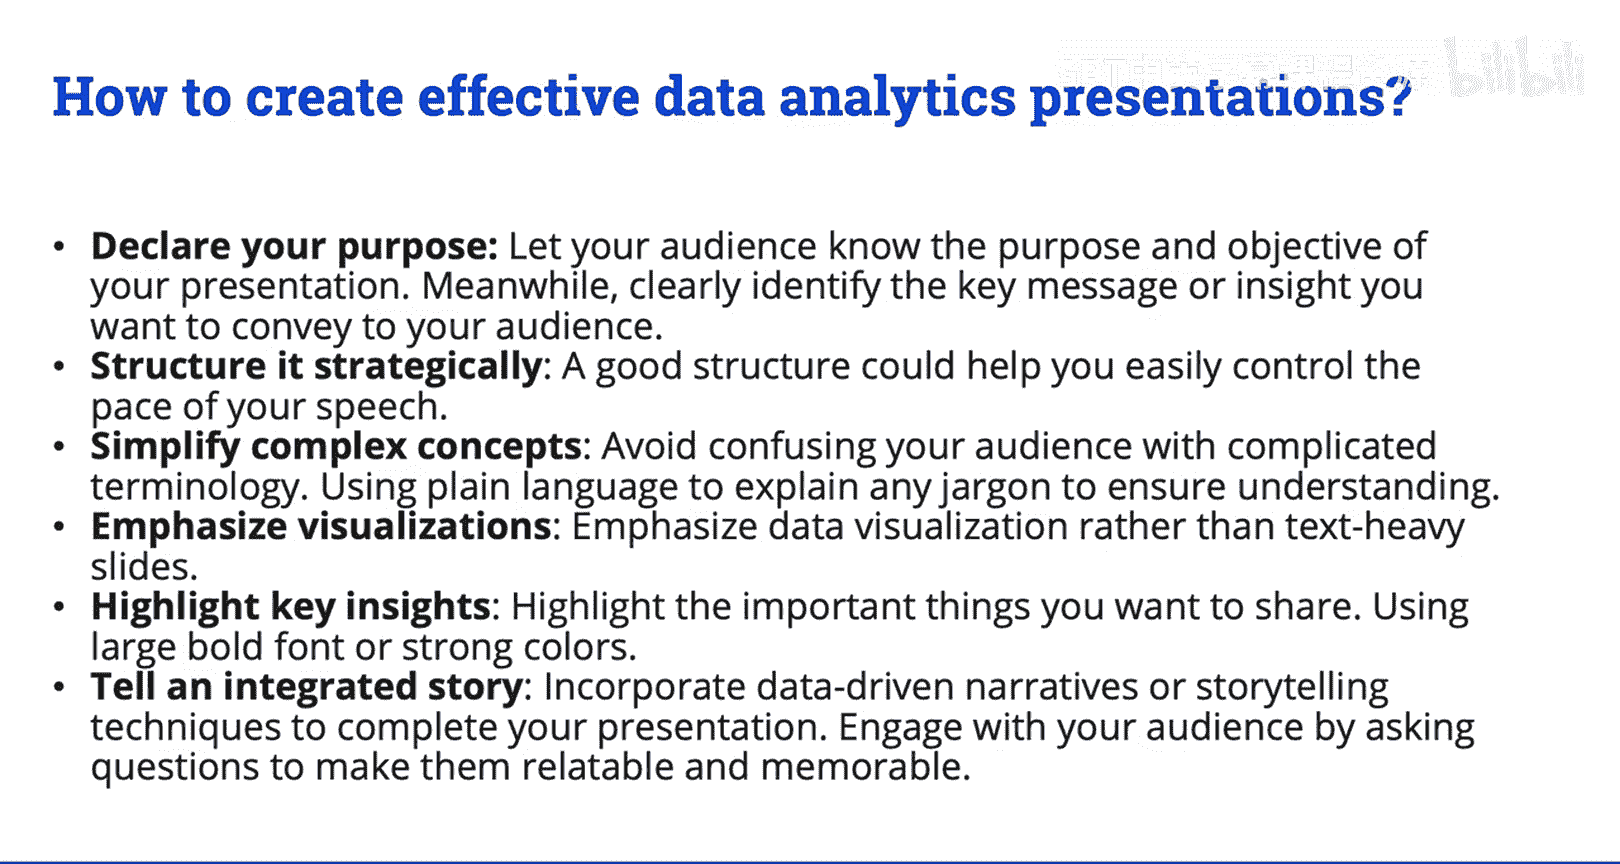 How to create effective data analytics presentations?
bilibili
• Declare your purpose: Let your audience know the purpose and objective of
your presentation. Meanwhile, clearly identify the key message or insight you
want to convey to your audience.
• Structure it strategically: A good structure could help you easily control the
pace of your speech.
• Simplify complex concepts: Avoid confusing your audience with complicated
terminology. Using plain language to explain any jargon to ensure understanding.
• Emphasize visualizations: Emphasize data visualization rather than text-heavy
slides.
• Highlight key insights: Highlight the important things you want to share. Using
large bold font or strong colors.
• Tell an integrated story: Incorporate data-driven narratives or storytelling
techniques to complete your presentation. Engage with your audience by asking
questions to make them relatable and memorable.